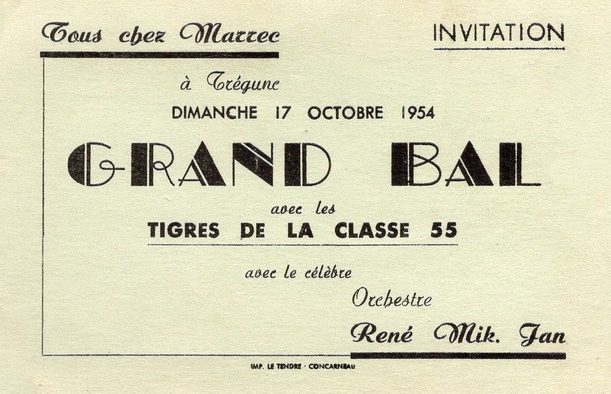 Tous chez Marrec
INVITATION
à Trégunc
DIMANCHE 17 OCTOBRE 1954
GRAND BAL
avec les
TIGRES DE LA CLASSE 55
avec le célèbre
Orchestre
René Mik. Jan
IMP. LE TENDRE - CONCARNEAU